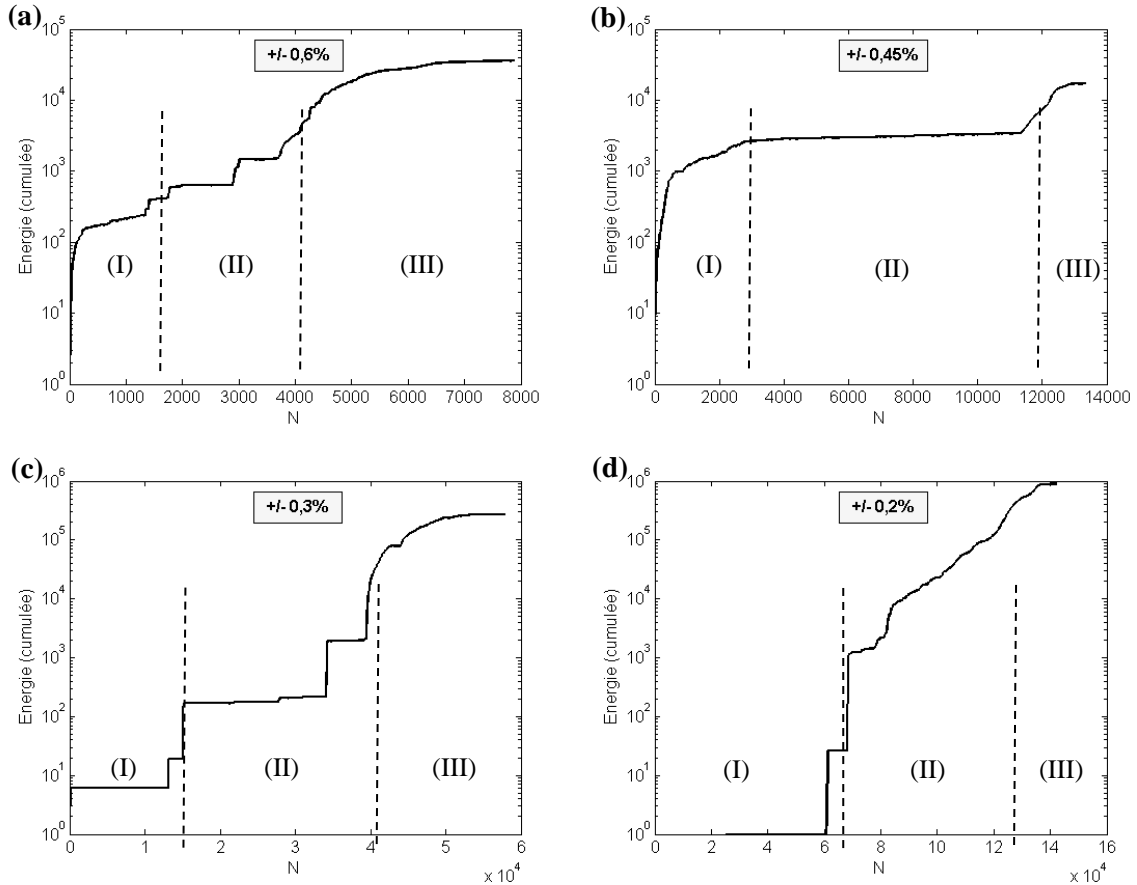 (a)
+/- 0,6%
10^5
10^4
10^3
10^2
10^1
10^0
Energie (cumulée)
(I)
(II)
(III)
0 1000 2000 3000 4000 5000 6000 7000 8000
N
(b)
+/- 0,45%
10^5
10^4
10^3
10^2
10^1
10^0
Energie (cumulée)
(I)
(II)
(III)
0 2000 4000 6000 8000 10000 12000 14000
N
(c)
+/- 0,3%
10^6
10^5
10^4
10^3
10^2
10^1
10^0
Energie (cumulée)
(I)
(II)
(III)
0 1 2 3 4 5 6
N
x 10^4
(d)
+/- 0,2%
10^6
10^5
10^4
10^3
10^2
10^1
10^0
Energie (cumulée)
(I)
(II)
(III)
0 2 4 6 8 10 12 14 16
N
x 10^4